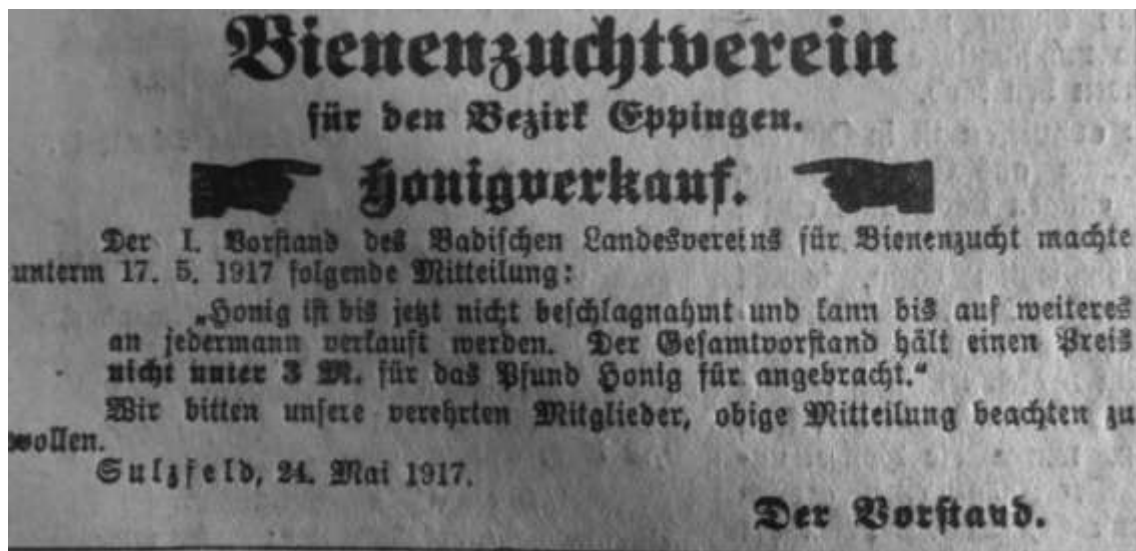 Bienenzuchtverein
für den Bezirk Eppingen.
Honigverkauf.
Der I. Vorstand des Badischen Landesvereins für Bienenzucht machte
unterm 17. 5. 1917 folgende Mitteilung:
„Honig ist bis jetzt nicht beschlagnahmt und kann bis auf weiteres
an jedermann verkauft werden. Der Gesamtvorstand hält einen Preis
nicht unter 3 M. für das Pfund Honig für angebracht.“
Wir bitten unsere verehrten Mitglieder, obige Mitteilung beachten zu
wollen.
Sulzfeld, 24. Mai 1917.
Der Vorstand.